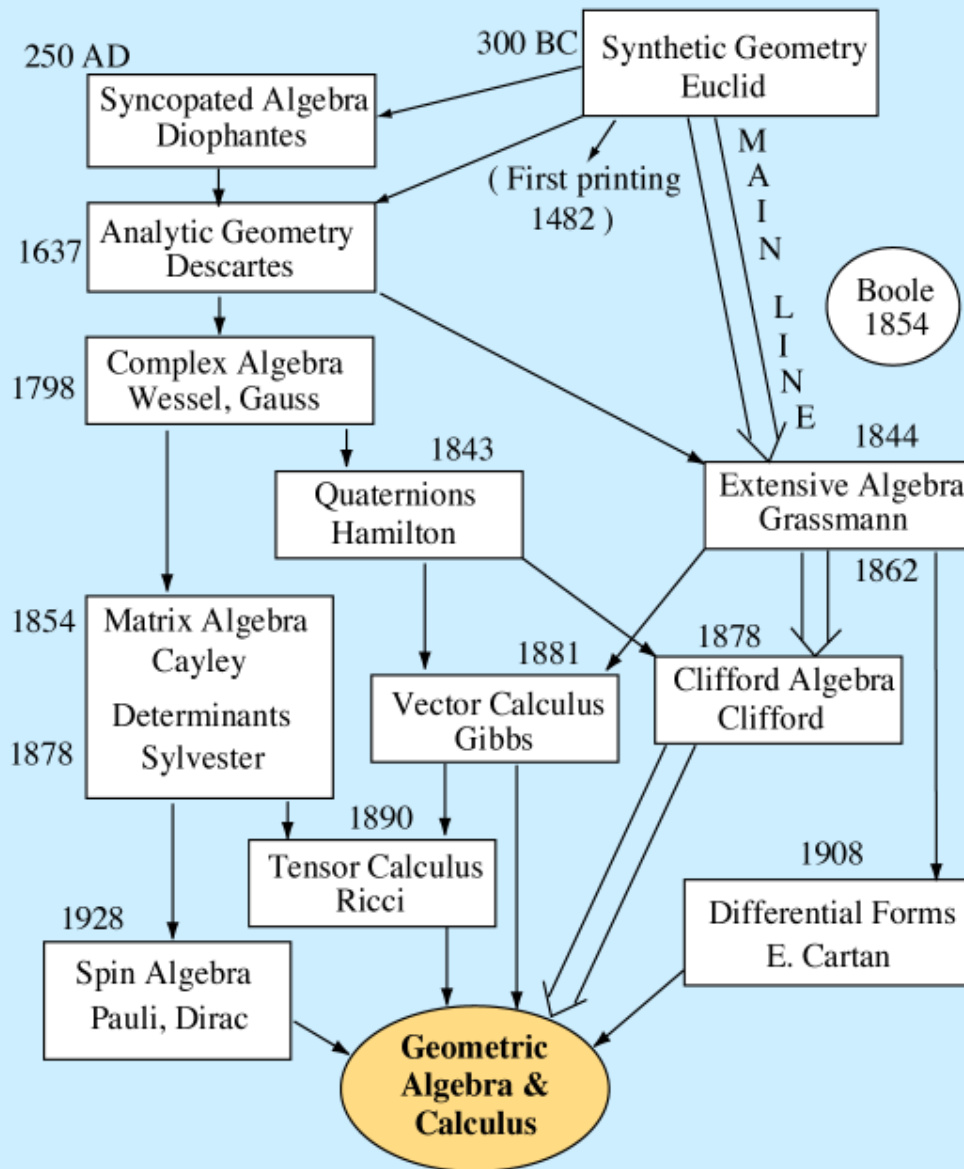 300 BC
Synthetic Geometry
Euclid
250 AD
Syncopated Algebra
Diophantes
( First printing
1482 )
MAIN LINE
1637
Analytic Geometry
Descartes
Boole
1854
1798
Complex Algebra
Wessel, Gauss
1843
Quaternions
Hamilton
1844
Extensive Algebra
Grassmann
1862
1854
Matrix Algebra
Cayley
Determinants
1878
Sylvester
1881
Vector Calculus
Gibbs
1878
Clifford Algebra
Clifford
1890
Tensor Calculus
Ricci
1908
Differential Forms
E. Cartan
1928
Spin Algebra
Pauli, Dirac
Geometric
Algebra &
Calculus